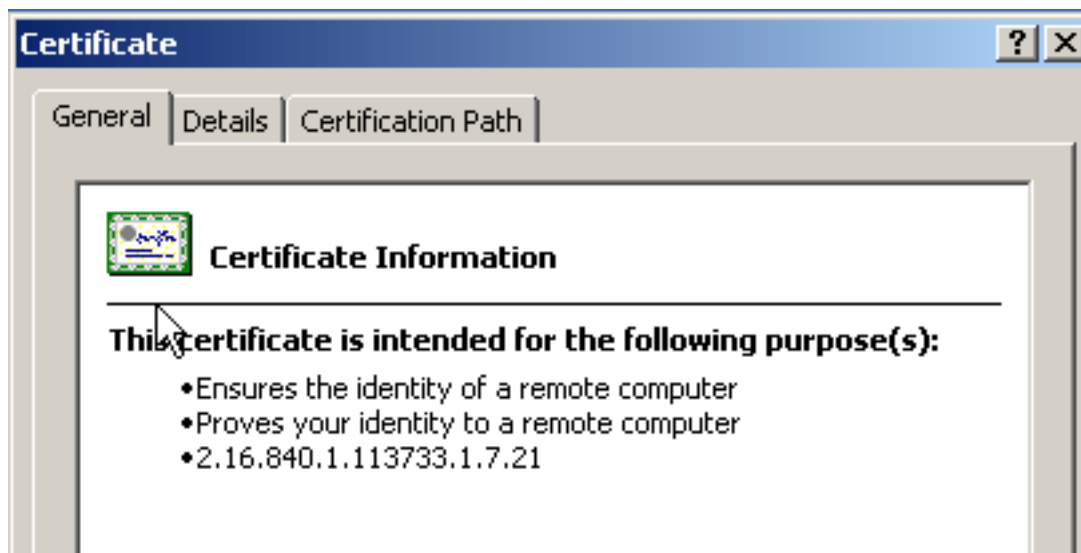 Certificate
General Details Certification Path
Certificate Information
This certificate is intended for the following purpose(s):
•Ensures the identity of a remote computer
•Proves your identity to a remote computer
•2.16.840.1.113733.1.7.21